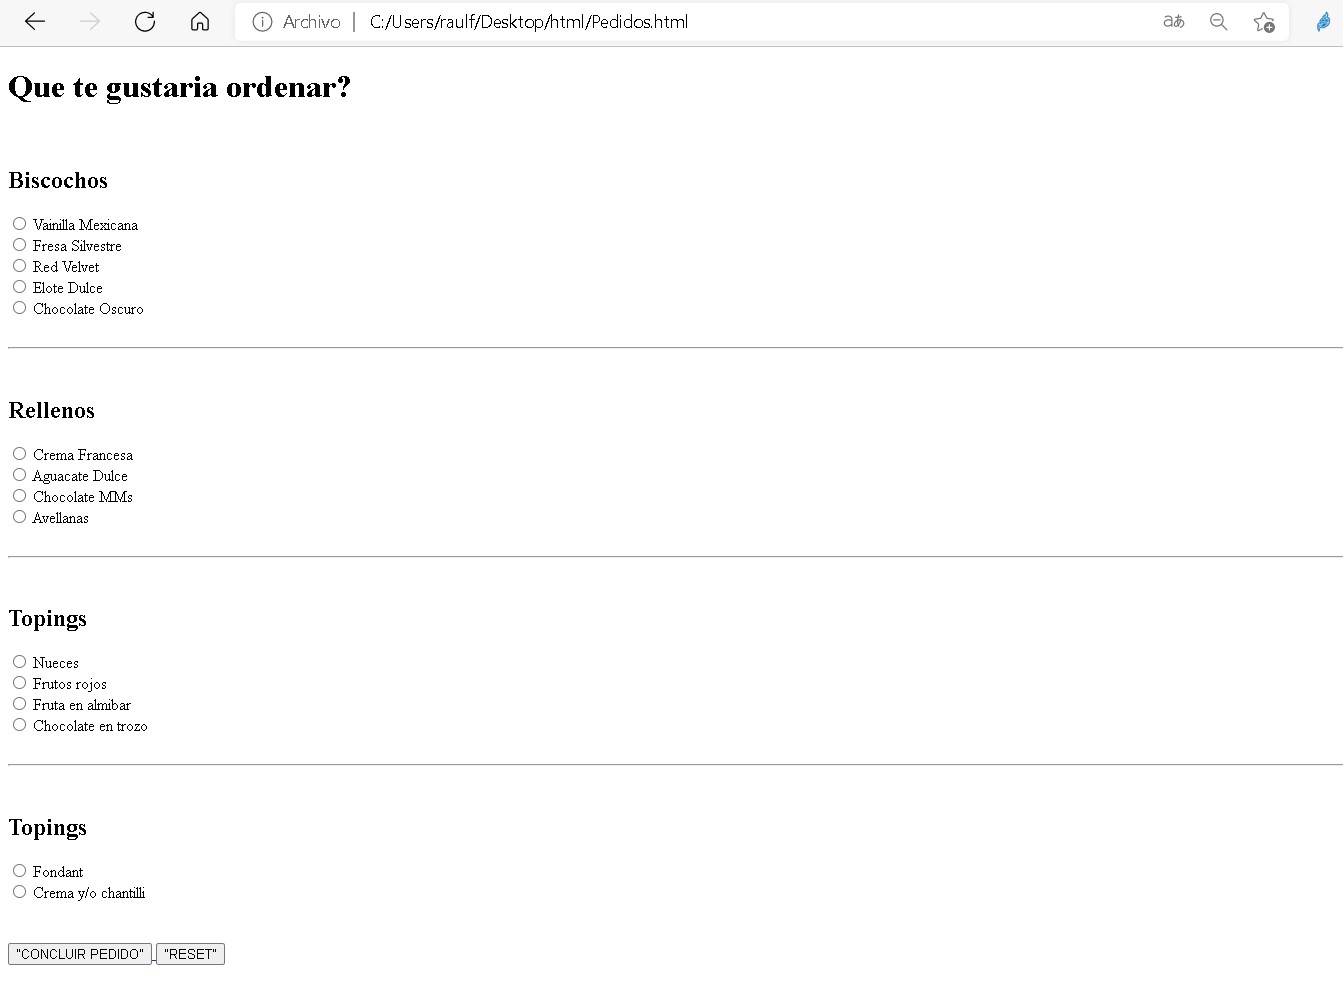 Archivo | C:/Users/raulf/Desktop/html/Pedidos.html aあ
Que te gustaria ordenar?
Biscochos
Vainilla Mexicana
Fresa Silvestre
Red Velvet
Elote Dulce
Chocolate Oscuro
Rellenos
Crema Francesa
Aguacate Dulce
Chocolate MMs
Avellanas
Topings
Nueces
Frutos rojos
Fruta en almibar
Chocolate en trozo
Topings
Fondant
Crema y/o chantilli
"CONCLUIR PEDIDO" "RESET"